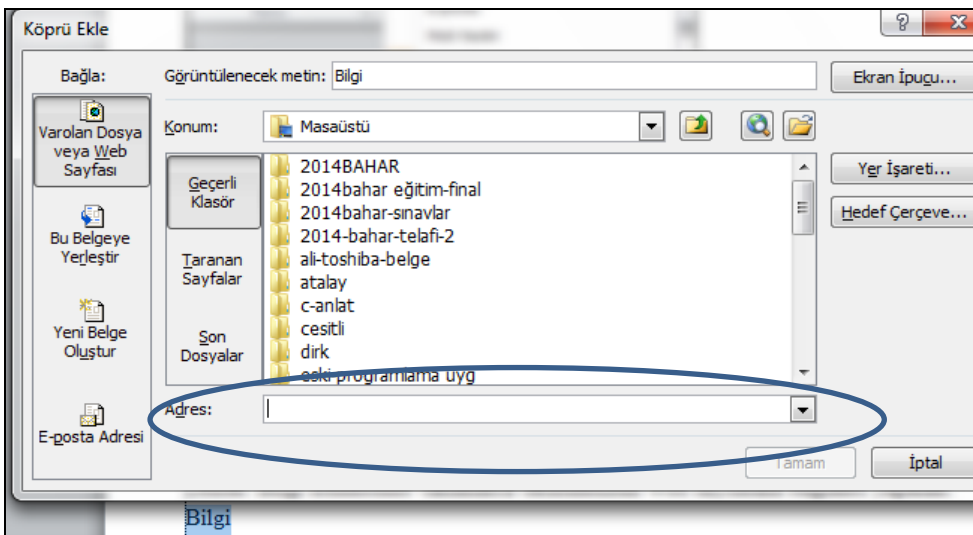 Köprü Ekle
Bağla:
Görüntülenecek metin: Bilgi
Ekran İpucu...
Varolan Dosya
veya Web
Sayfası
Konum: Masaüstü
Geçerli
Klasör
2014BAHAR
2014bahar eğitim-final
2014bahar-sınavlar
2014-bahar-telafi-2
ali-toshiba-belge
atalay
c-anlat
cesitli
dirk
eski programlama uyg
Yer İşareti...
Hedef Çerçeve...
Bu Belgeye
Yerleştir
Taranan
Sayfalar
Yeni Belge
Oluştur
Son
Dosyalar
Adres:
E-posta Adresi
Tamam
İptal
Bilgi